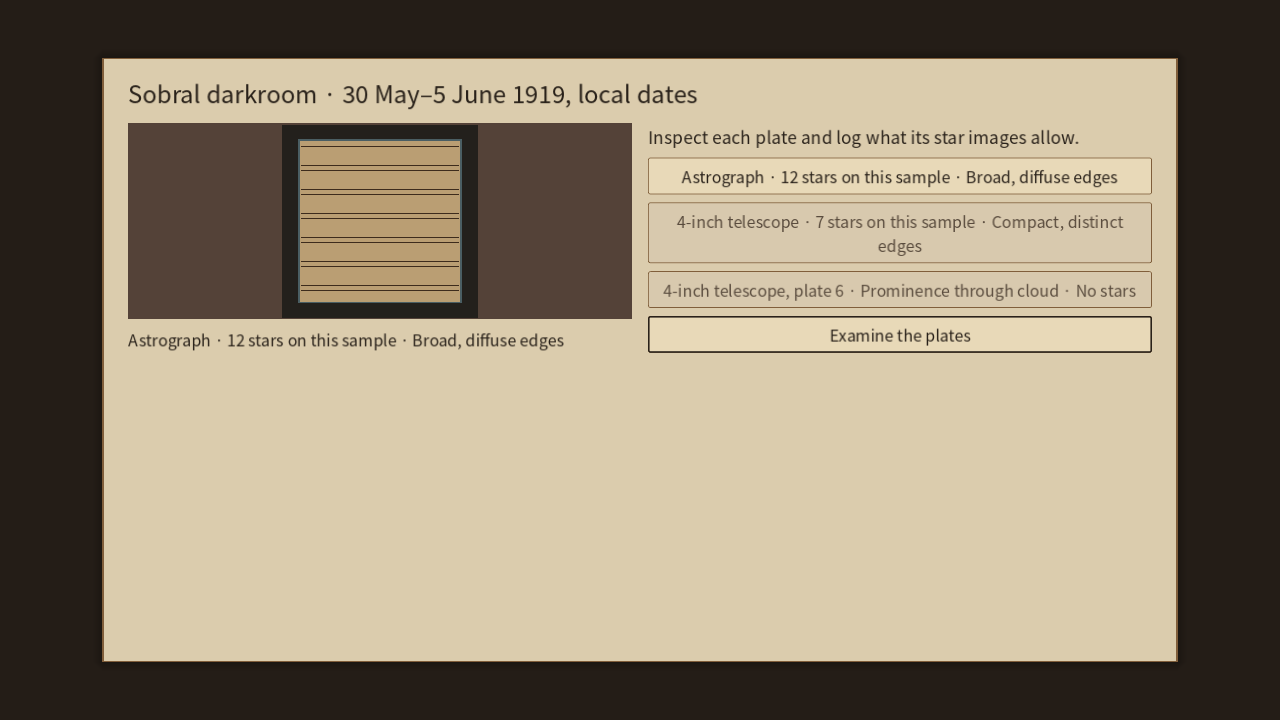 Sobral darkroom · 30 May–5 June 1919, local dates
Astrograph · 12 stars on this sample · Broad, diffuse edges
Inspect each plate and log what its star images allow.
Astrograph · 12 stars on this sample · Broad, diffuse edges
4-inch telescope · 7 stars on this sample · Compact, distinct
edges
4-inch telescope, plate 6 · Prominence through cloud · No stars
Examine the plates